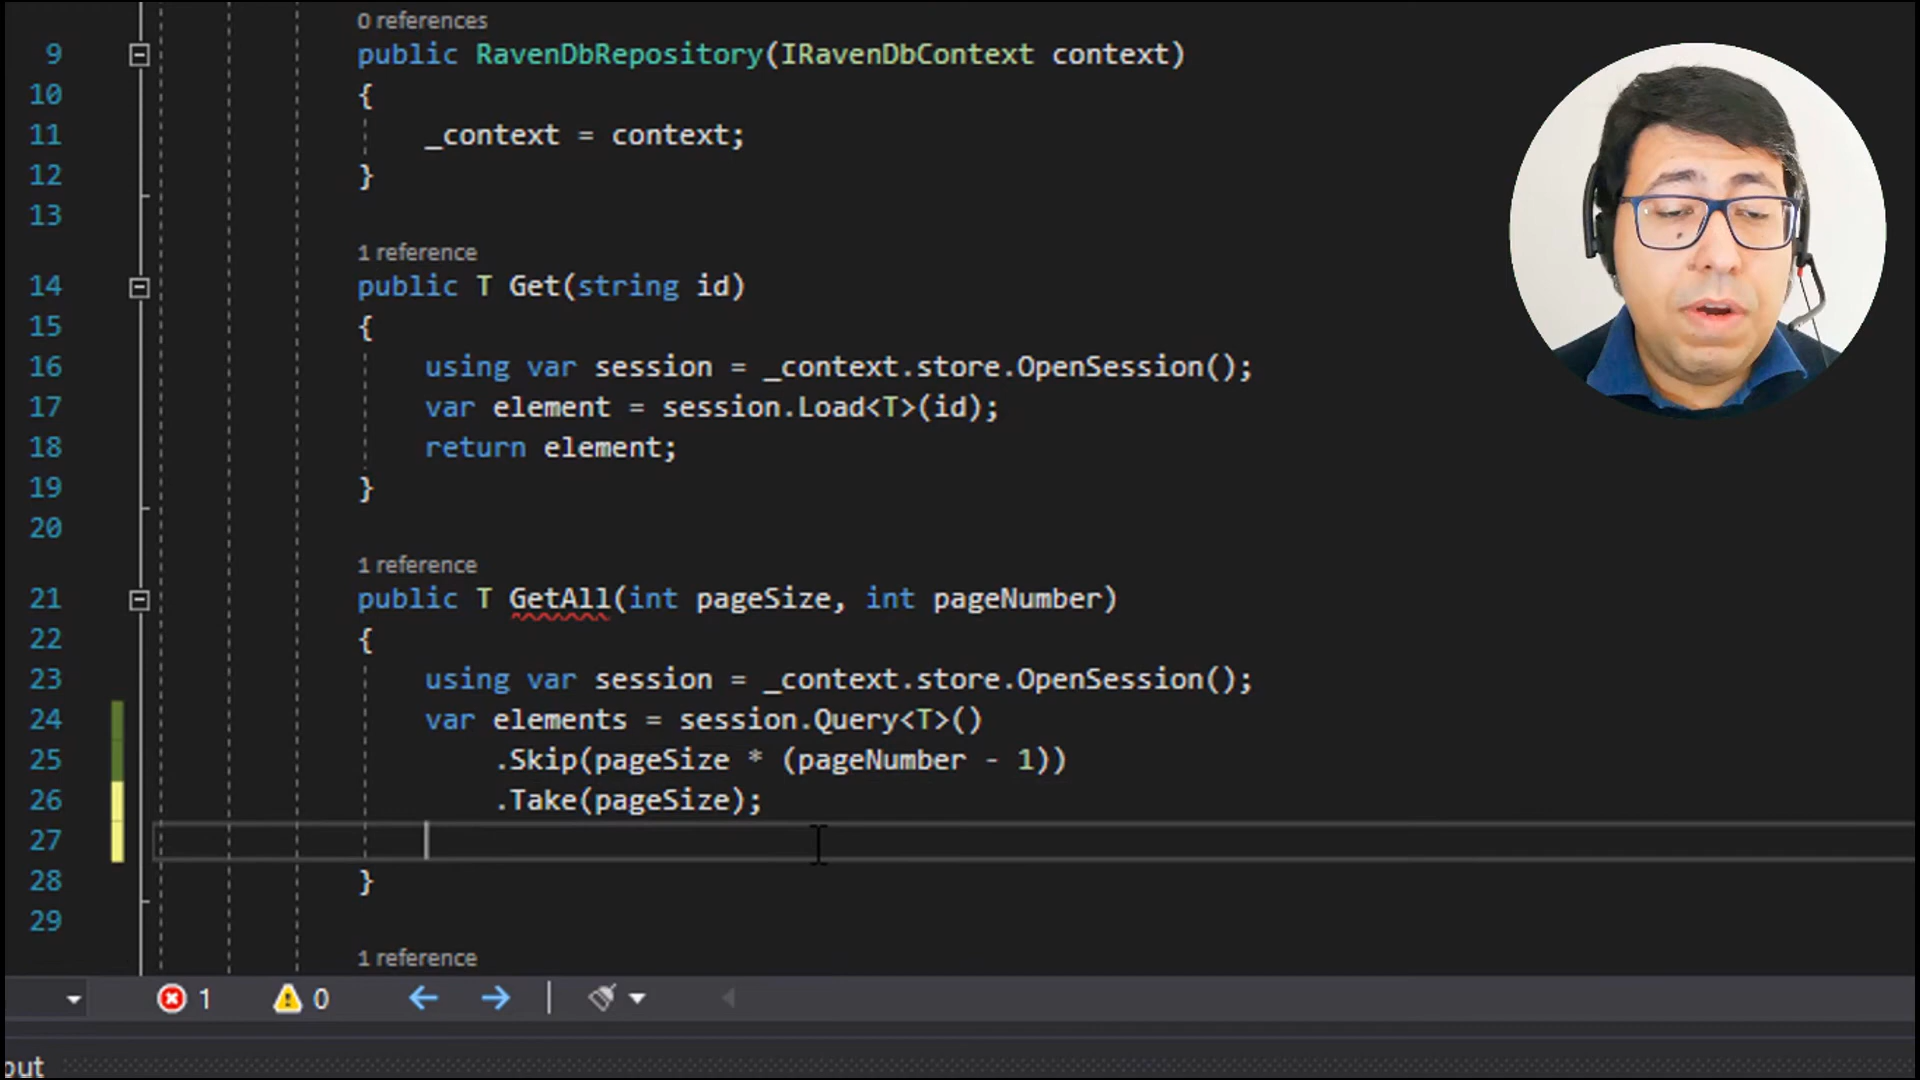 0 references
9 public RavenDbRepository(IRavenDbContext context)
10 {
11 _context = context;
12 }
13
1 reference
14 public T Get(string id)
15 {
16 using var session = _context.store.OpenSession();
17 var element = session.Load<T>(id);
18 return element;
19 }
20
1 reference
21 public T GetAll(int pageSize, int pageNumber)
22 {
23 using var session = _context.store.OpenSession();
24 var elements = session.Query<T>()
25 .Skip(pageSize * (pageNumber - 1))
26 .Take(pageSize);
27
28 }
29
1 reference
1 0
out